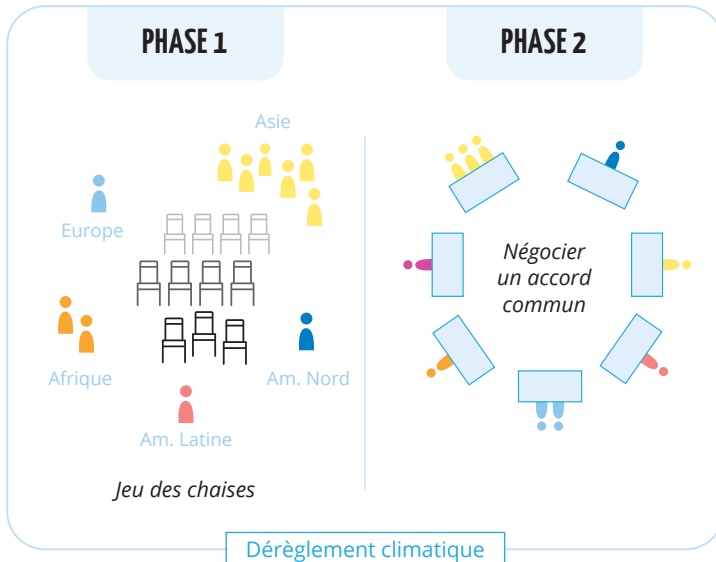 PHASE 1
PHASE 2
Asie
Europe
Afrique
Am. Nord
Am. Latine
Jeu des chaises
Négocier
un accord
commun
Dérèglement climatique